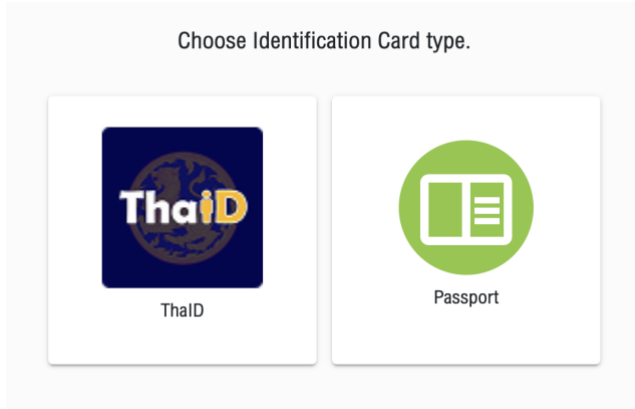 Choose Identification Card type.
ThaiD
ThaID
Passport